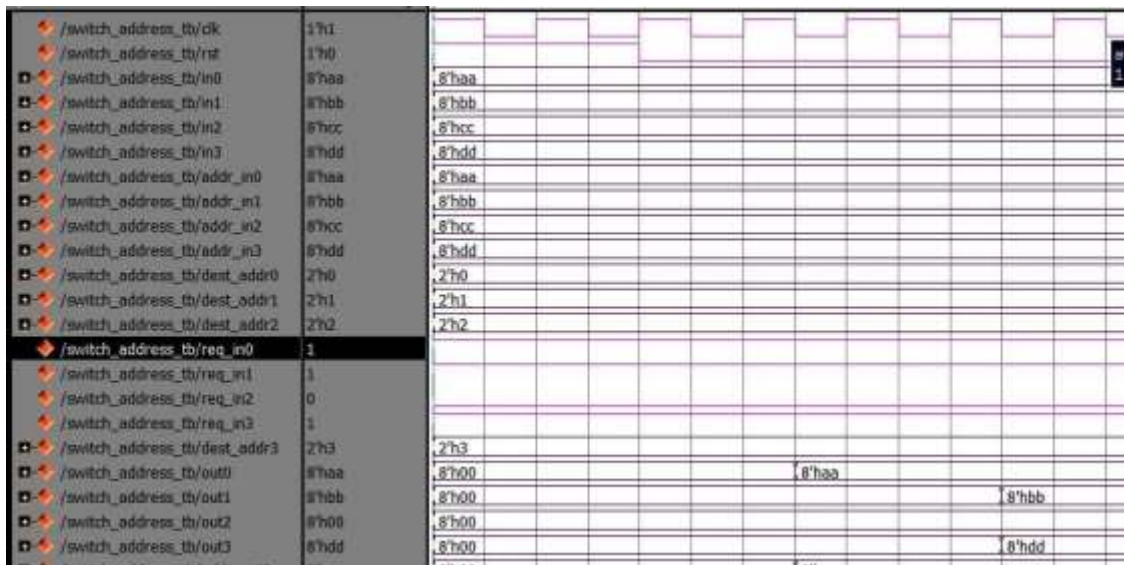 /switch_address_tb/clk 1'h1
/switch_address_tb/rst 1'h0
/switch_address_tb/in0 8'haa 8'haa
/switch_address_tb/in1 8'hbb 8'hbb
/switch_address_tb/in2 8'hcc 8'hcc
/switch_address_tb/in3 8'hdd 8'hdd
/switch_address_tb/addr_in0 8'haa 8'haa
/switch_address_tb/addr_in1 8'hbb 8'hbb
/switch_address_tb/addr_in2 8'hcc 8'hcc
/switch_address_tb/addr_in3 8'hdd 8'hdd
/switch_address_tb/dest_addr0 2'h0 2'h0
/switch_address_tb/dest_addr1 2'h1 2'h1
/switch_address_tb/dest_addr2 2'h2 2'h2
/switch_address_tb/req_in0 1
/switch_address_tb/req_in1 1
/switch_address_tb/req_in2 0
/switch_address_tb/req_in3 1
/switch_address_tb/dest_addr3 2'h3 2'h3
/switch_address_tb/out0 8'haa 8'h00 8'haa
/switch_address_tb/out1 8'hbb 8'h00 8'hbb
/switch_address_tb/out2 8'h00 8'h00
/switch_address_tb/out3 8'hdd 8'h00 8'hdd